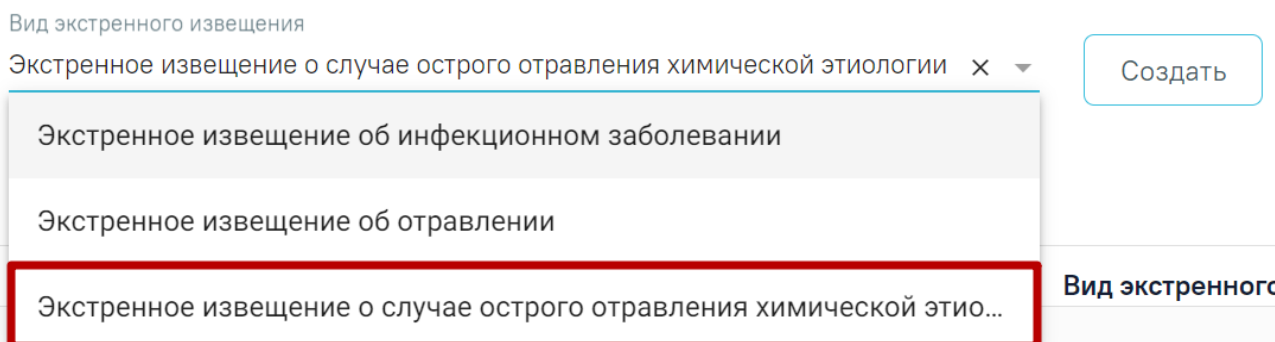 Вид экстренного извещения
Экстренное извещение о случае острого отравления химической этиологии
Создать
Экстренное извещение об инфекционном заболевании
Экстренное извещение об отравлении
Экстренное извещение о случае острого отравления химической этио...
Вид экстренного